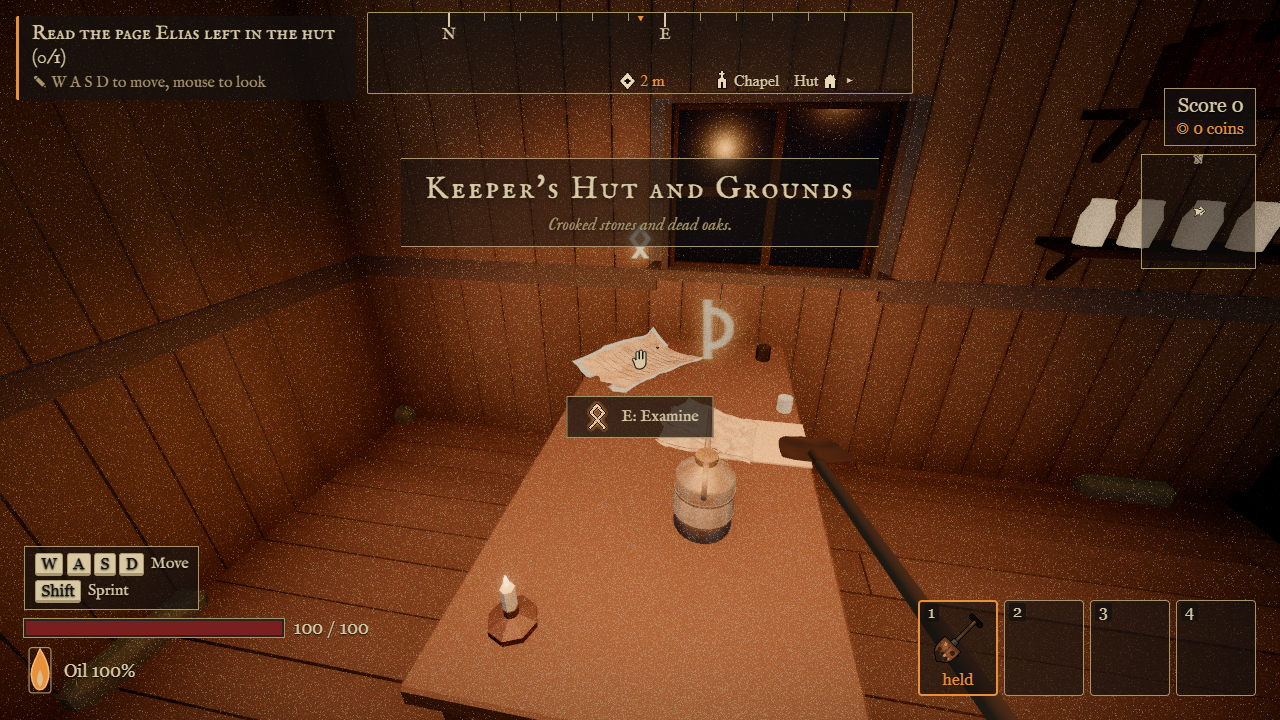 Read the page Elias left in the hut
(0/1)
W A S D to move, mouse to look
N
E
2 m
Chapel
Hut
Score 0
0 coins
Keeper's Hut and Grounds
Crooked stones and dead oaks.
E: Examine
W A S D Move
Shift Sprint
100 / 100
Oil 100%
1
held
2
3
4